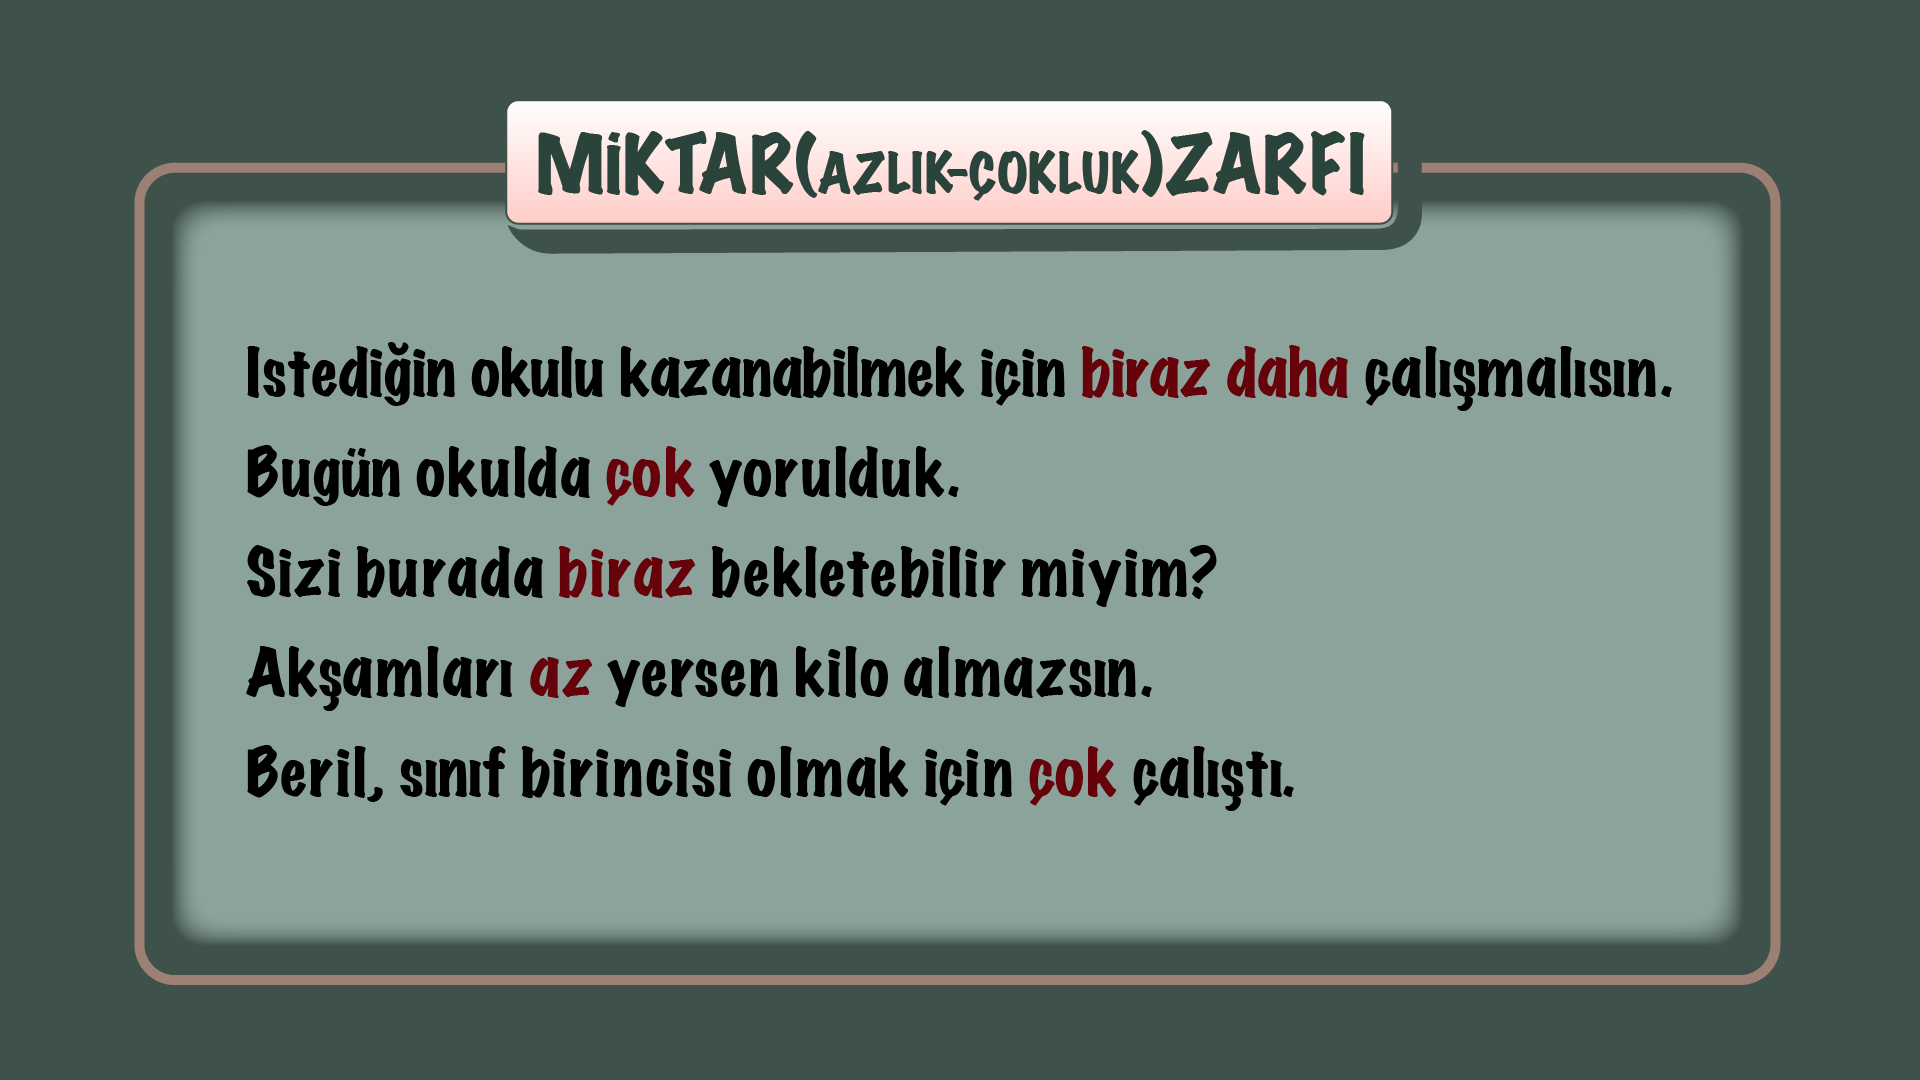 MİKTAR(AZLIK-ÇOKLUK)ZARFI
Istediğin okulu kazanabilmek için biraz daha çalışmalısın.
Bugün okulda çok yorulduk.
Sizi burada biraz bekletebilir miyim?
Akşamları az yersen kilo almazsın.
Beril, sınıf birincisi olmak için çok çalıştı.